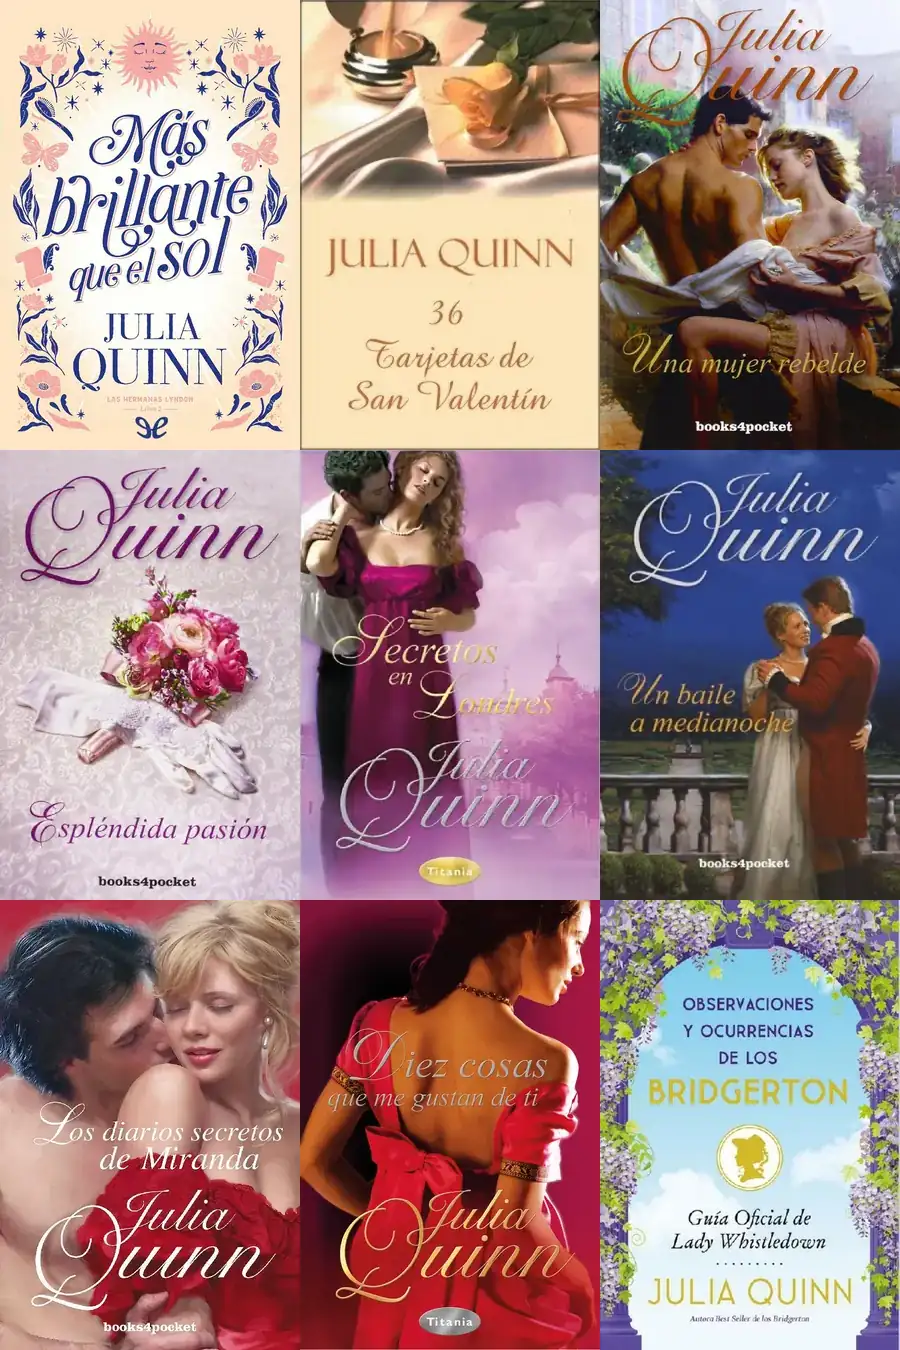 Más
brillante
que el sol
JULIA
QUINN
LAS HERMANAS LYNDON
Libro 2
JULIA QUINN
36
Tarjetas de
San Valentín
Julia
Quinn
Una mujer rebelde
books4pocket
Julia
Quinn
Espléndida pasión
books4pocket
Secretos
en
Londres
Julia
Quinn
Titania
Julia
Quinn
Un baile
a medianoche
books4pocket
Los diarios secretos
de Miranda
Julia
Quinn
books4pocket
Diez cosas
que me gustan de ti
Julia
Quinn
Titania
OBSERVACIONES
Y OCURRENCIAS
DE LOS
BRIDGERTON
Guía Oficial de
Lady Whistledown
JULIA QUINN
Autora Best Seller de los Bridgerton